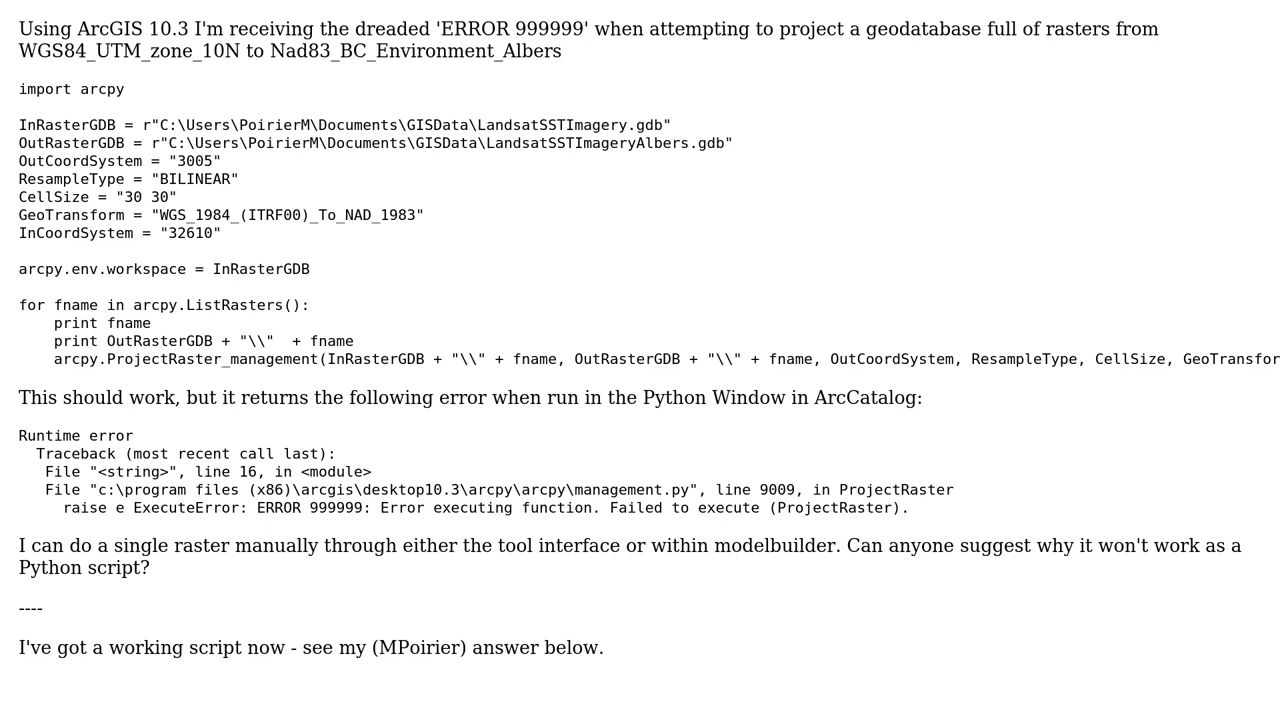 Using ArcGIS 10.3 I'm receiving the dreaded 'ERROR 999999' when attempting to project a geodatabase full of rasters from
WGS84_UTM_zone_10N to Nad83_BC_Environment_Albers
import arcpy
InRasterGDB = r"C:\Users\PoirierM\Documents\GISData\LandsatSSTImagery.gdb"
OutRasterGDB = r"C:\Users\PoirierM\Documents\GISData\LandsatSSTImageryAlbers.gdb"
OutCoordSystem = "3005"
ResampleType = "BILINEAR"
CellSize = "30 30"
GeoTransform = "WGS_1984_(ITRF00)_To_NAD_1983"
InCoordSystem = "32610"
arcpy.env.workspace = InRasterGDB
for fname in arcpy.ListRasters():
    print fname
    print OutRasterGDB + "\\"  + fname
    arcpy.ProjectRaster_management(InRasterGDB + "\\" + fname, OutRasterGDB + "\\" + fname, OutCoordSystem, ResampleType, CellSize, GeoTransfor
This should work, but it returns the following error when run in the Python Window in ArcCatalog:
Runtime error
  Traceback (most recent call last):
   File "<string>", line 16, in <module>
   File "c:\program files (x86)\arcgis\desktop10.3\arcpy\arcpy\management.py", line 9009, in ProjectRaster
     raise e ExecuteError: ERROR 999999: Error executing function. Failed to execute (ProjectRaster).
I can do a single raster manually through either the tool interface or within modelbuilder. Can anyone suggest why it won't work as a
Python script?
----
I've got a working script now - see my (MPoirier) answer below.